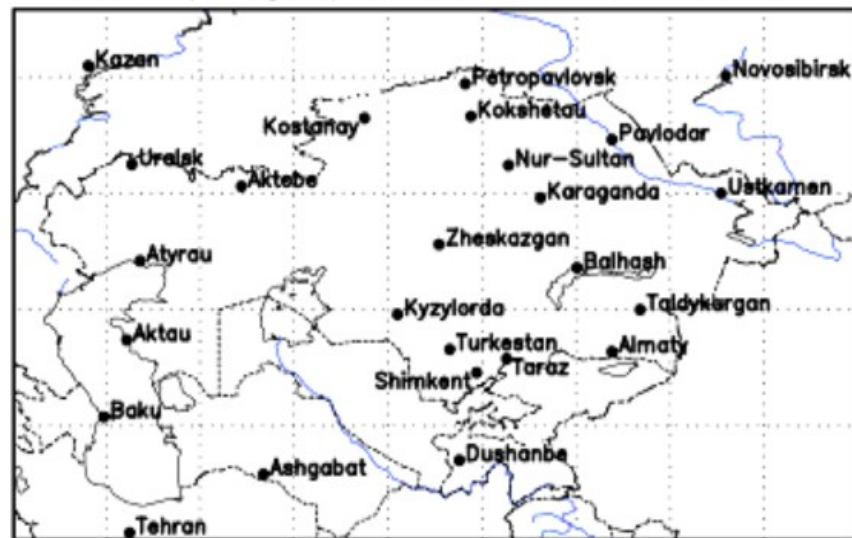 Kazan
Novosibirsk
Petropavlovsk
Kokshetau
Kostanay
Pavlodar
Uralsk
Nur-Sultan
Aktobe
Karaganda
Ustkamen
Zheskazgan
Atyrau
Balhash
Taldykorgan
Kyzylorda
Aktau
Turkestan
Almaty
Taraz
Shimkent
Baku
Dushanbe
Ashgabat
Tehran